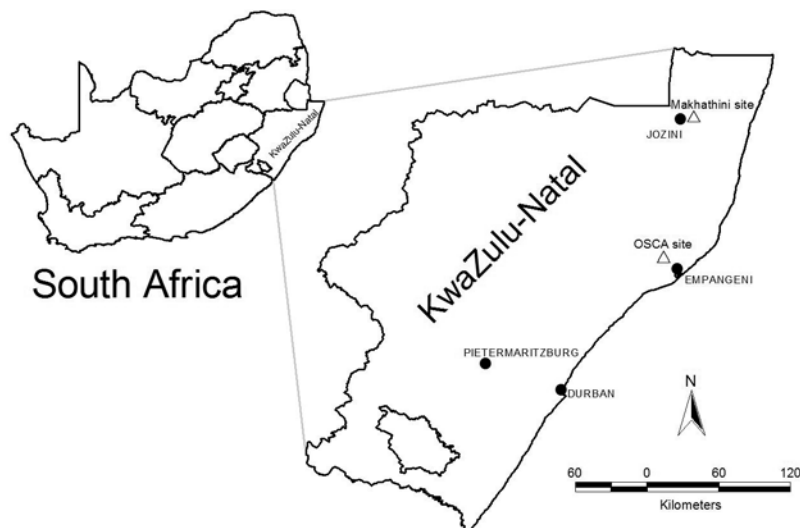 KwaZulu-Natal
South Africa
Makhathini site
JOZINI
KwaZulu-Natal
OSCA site
EMPANGENI
PIETERMARITZBURG
DURBAN
N
60 0 60 120
Kilometers